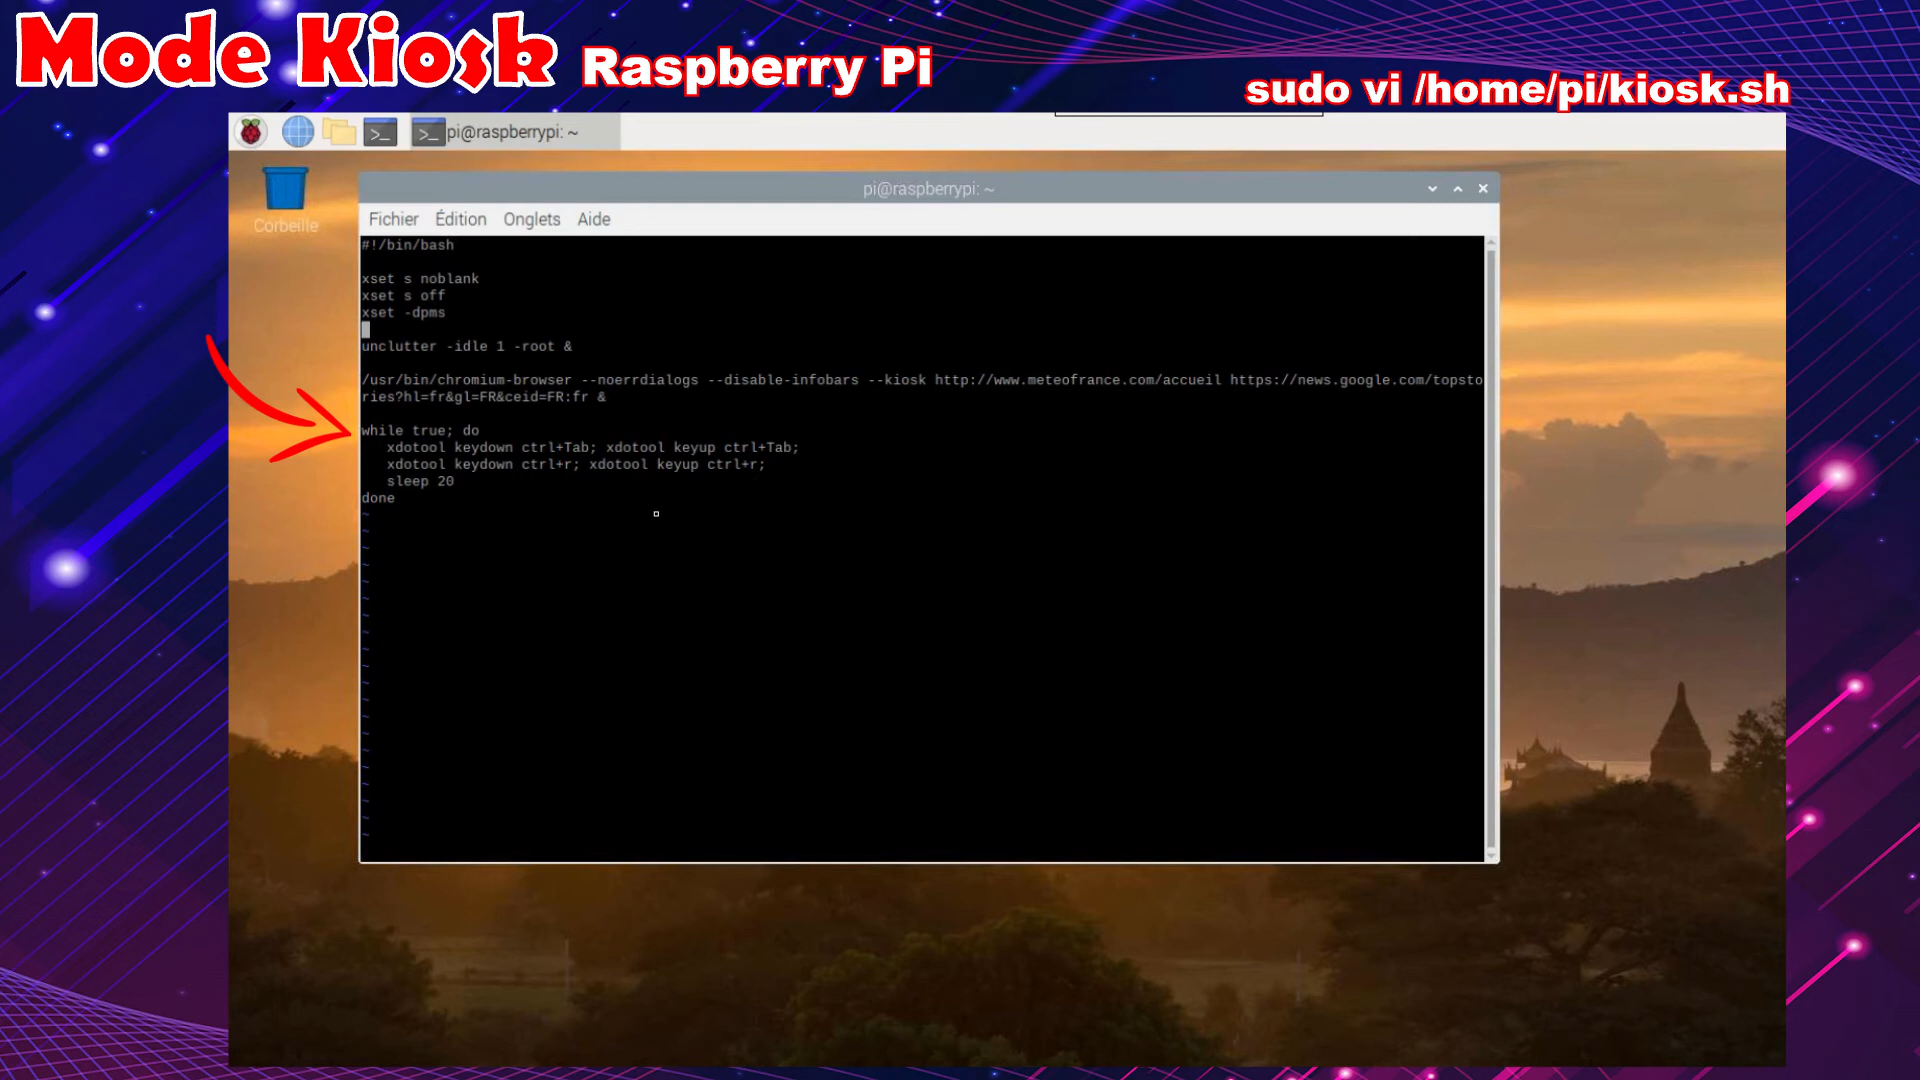 Mode Kiosk Raspberry Pi
sudo vi /home/pi/kiosk.sh
pi@raspberrypi: ~
Corbeille
pi@raspberrypi: ~
Fichier Édition Onglets Aide
#!/bin/bash
xset s noblank
xset s off
xset -dpms
unclutter -idle 1 -root &
/usr/bin/chromium-browser --noerrdialogs --disable-infobars --kiosk http://www.meteofrance.com/accueil https://news.google.com/topsto
ries?hl=fr&gl=FR&ceid=FR:fr &
while true; do
xdotool keydown ctrl+Tab; xdotool keyup ctrl+Tab;
xdotool keydown ctrl+r; xdotool keyup ctrl+r;
sleep 20
done